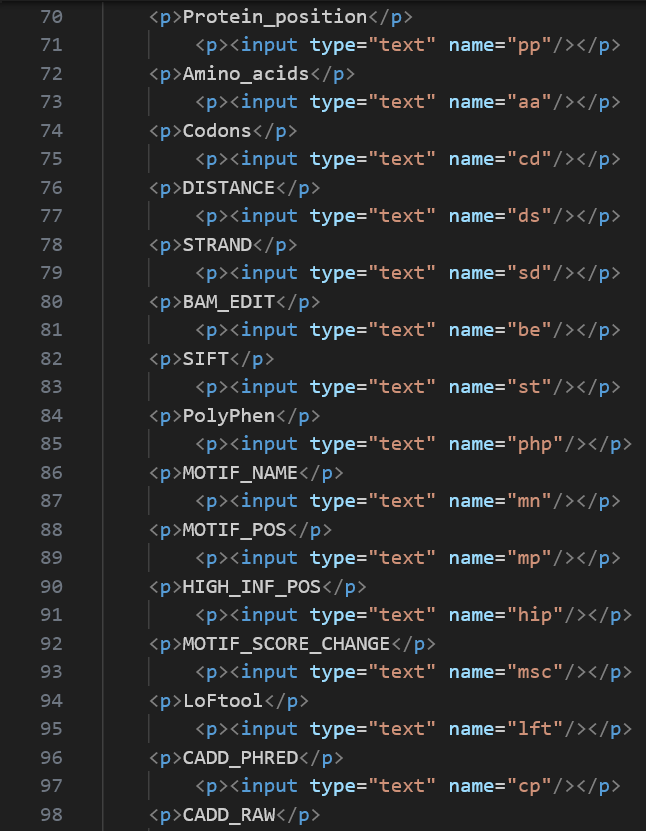 70 <p>Protein_position</p>
71 <p><input type="text" name="pp"/></p>
72 <p>Amino_acids</p>
73 <p><input type="text" name="aa"/></p>
74 <p>Codons</p>
75 <p><input type="text" name="cd"/></p>
76 <p>DISTANCE</p>
77 <p><input type="text" name="ds"/></p>
78 <p>STRAND</p>
79 <p><input type="text" name="sd"/></p>
80 <p>BAM_EDIT</p>
81 <p><input type="text" name="be"/></p>
82 <p>SIFT</p>
83 <p><input type="text" name="st"/></p>
84 <p>PolyPhen</p>
85 <p><input type="text" name="php"/></p>
86 <p>MOTIF_NAME</p>
87 <p><input type="text" name="mn"/></p>
88 <p>MOTIF_POS</p>
89 <p><input type="text" name="mp"/></p>
90 <p>HIGH_INF_POS</p>
91 <p><input type="text" name="hip"/></p>
92 <p>MOTIF_SCORE_CHANGE</p>
93 <p><input type="text" name="msc"/></p>
94 <p>LoFtool</p>
95 <p><input type="text" name="lft"/></p>
96 <p>CADD_PHRED</p>
97 <p><input type="text" name="cp"/></p>
98 <p>CADD_RAW</p>